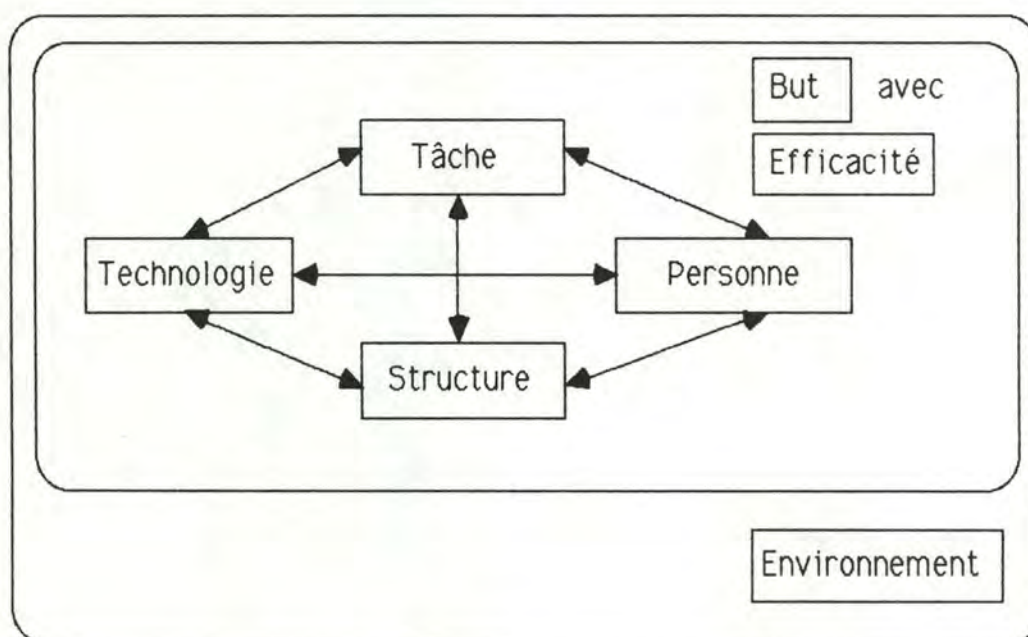 But avec
Efficacité
Tâche
Technologie
Personne
Structure
Environnement